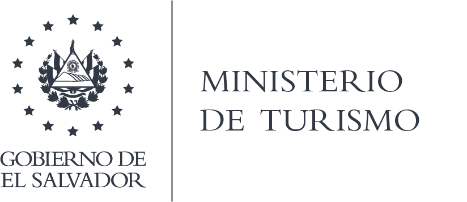 GOBIERNO DE
EL SALVADOR
MINISTERIO
DE TURISMO